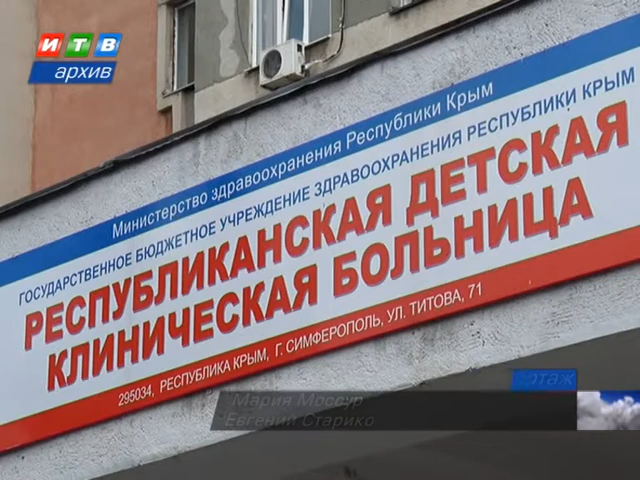 ИТВ
архив
Министерство здравоохранения Республики Крым
ГОСУДАРСТВЕННОЕ БЮДЖЕТНОЕ УЧРЕЖДЕНИЕ ЗДРАВООХРАНЕНИЯ РЕСПУБЛИКИ КРЫМ
РЕСПУБЛИКАНСКАЯ ДЕТСКАЯ
КЛИНИЧЕСКАЯ БОЛЬНИЦА
295034, РЕСПУБЛИКА КРЫМ, Г. СИМФЕРОПОЛЬ, УЛ. ТИТОВА, 71
Мария Моссур
Евгений Старико